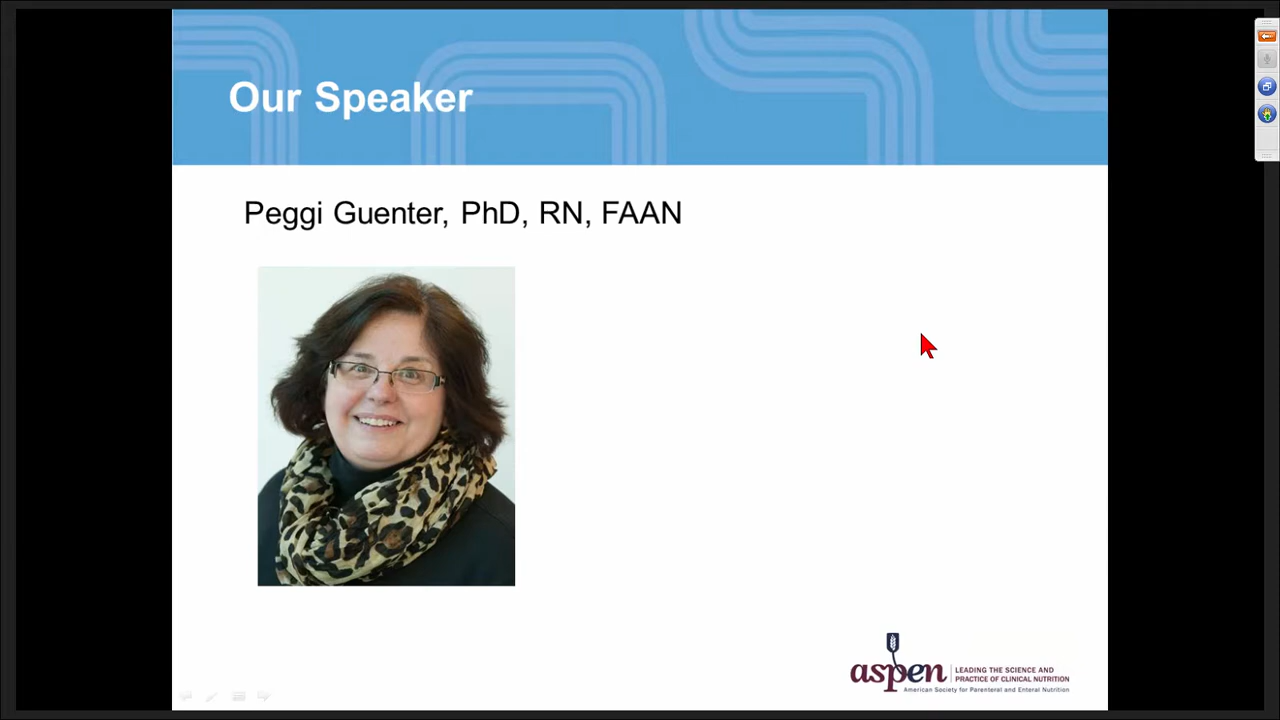 Our Speaker
Peggi Guenter, PhD, RN, FAAN
aspen
LEADING THE SCIENCE AND
PRACTICE OF CLINICAL NUTRITION
American Society for Parenteral and Enteral Nutrition